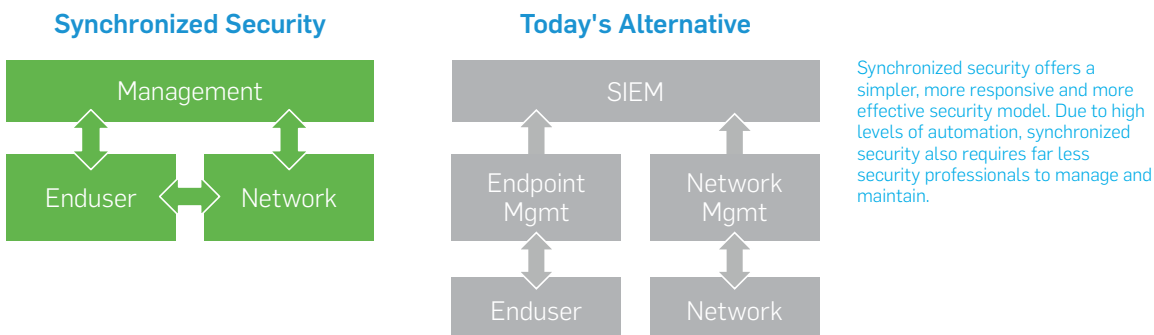 Synchronized Security
Management
Enduser
Network
Today's Alternative
SIEM
Endpoint
Mgmt
Network
Mgmt
Enduser
Network
Synchronized security offers a
simpler, more responsive and more
effective security model. Due to high
levels of automation, synchronized
security also requires far less
security professionals to manage and
maintain.